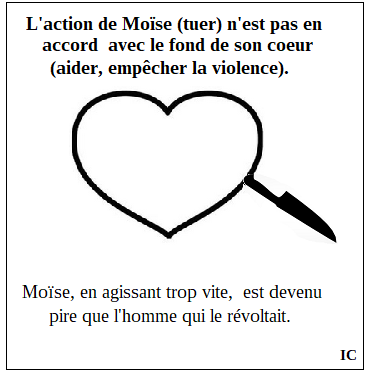 L'action de Moïse (tuer) n'est pas en
accord avec le fond de son coeur
(aider, empêcher la violence).
Moïse, en agissant trop vite, est devenu
pire que l'homme qui le révoltait.
IC